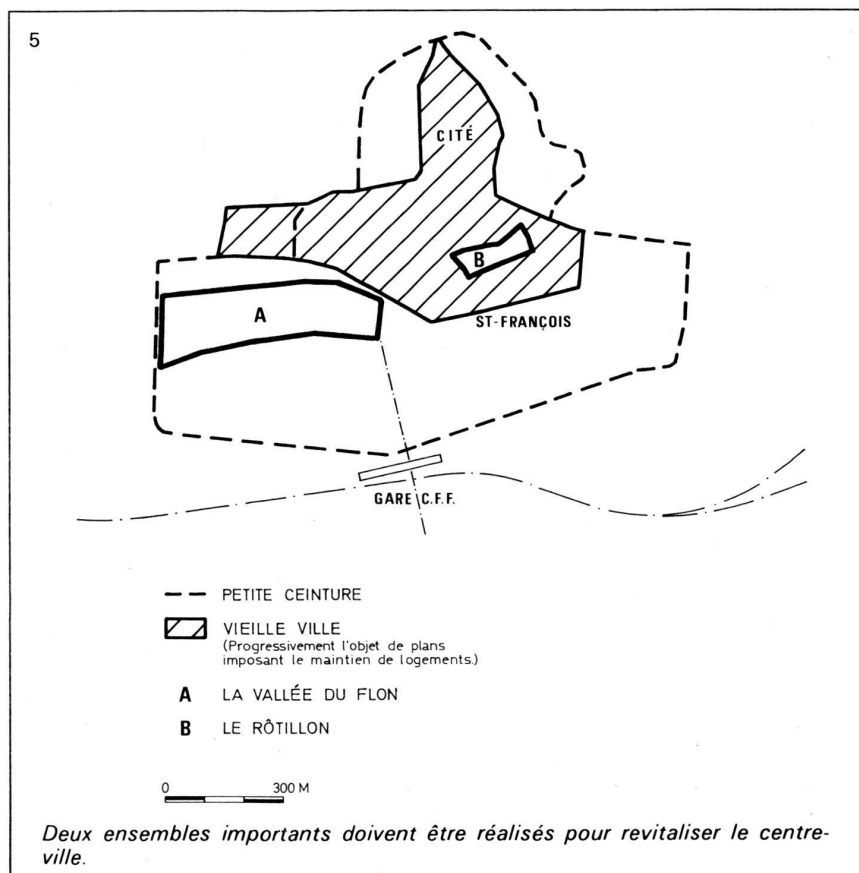 5
CITÉ
B
A
ST-FRANÇOIS
GARE C.F.F.
PETITE CEINTURE
VIEILLE VILLE
(Progressivement l'objet de plans
imposant le maintien de logements.)
A LA VALLÉE DU FLON
B LE RÔTILLON
0 300 M
Deux ensembles importants doivent être réalisés pour revitaliser le centre-
ville.